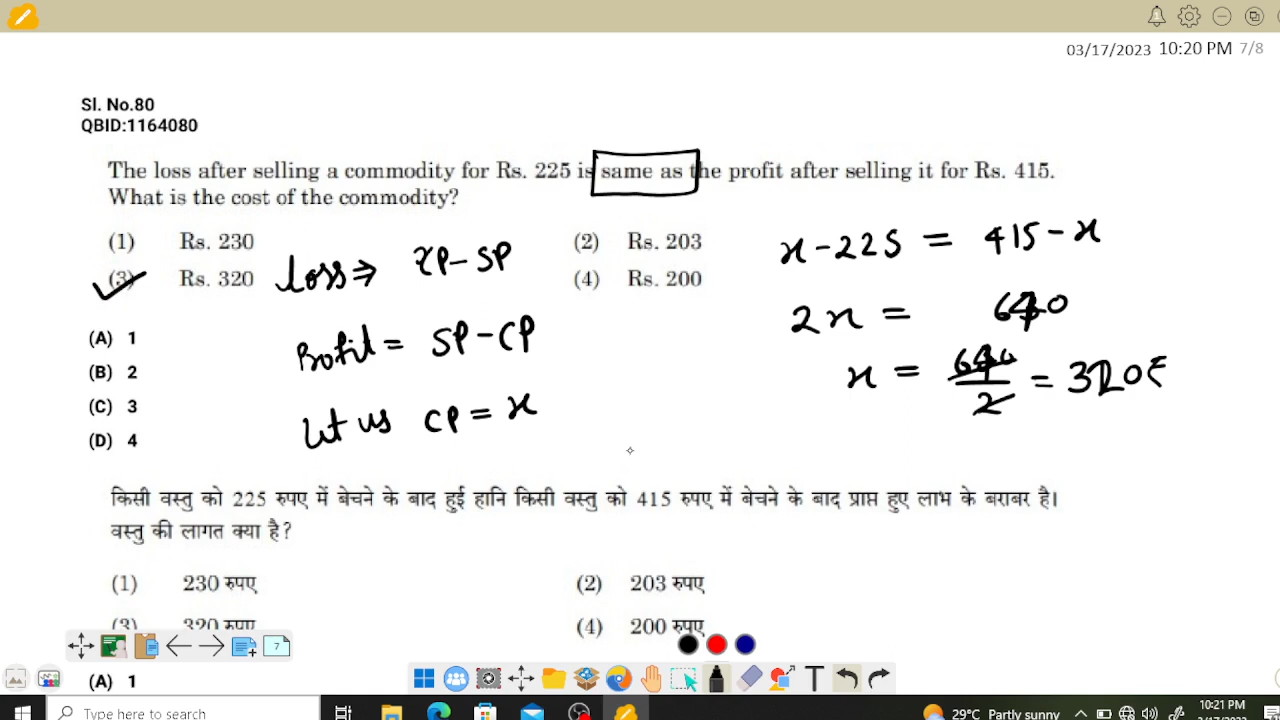 03/17/2023 10:20 PM 7/8
Sl. No.80
QBID:1164080
The loss after selling a commodity for Rs. 225 is same as the profit after selling it for Rs. 415.
What is the cost of the commodity?
(1) Rs. 230 (2) Rs. 203
(3) Rs. 320 (4) Rs. 200
Loss ⇒ CP - SP
Profit = SP - CP
Let us CP = x
x - 225 = 415 - x
2x = 640
x = 640/2 = 320
(A) 1
(B) 2
(C) 3
(D) 4
किसी वस्तु को 225 रुपए में बेचने के बाद हुई हानि किसी वस्तु को 415 रुपए में बेचने के बाद प्राप्त हुए लाभ के बराबर है।
वस्तु की लागत क्या है?
(1) 230 रुपए (2) 203 रुपए
(3) 320 रुपए (4) 200 रुपए
7
(A) 1
Type here to search
29°C Partly sunny
10:21 PM